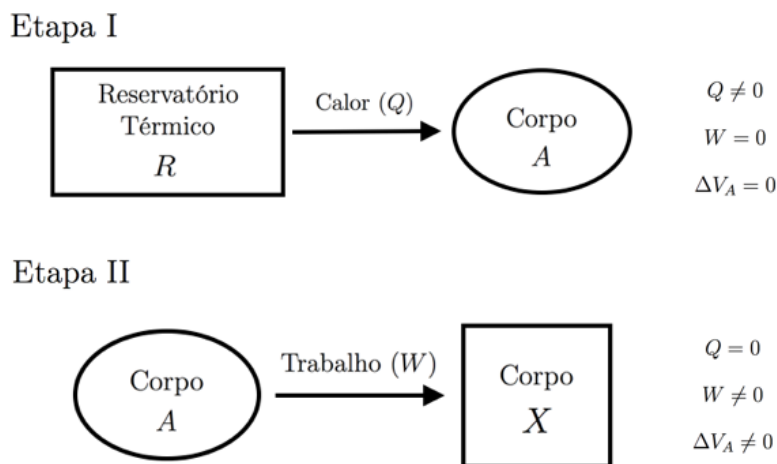 Etapa I
Reservatório
Térmico
R
Calor (Q)
Corpo
A
Q ≠ 0
W = 0
ΔV_A = 0
Etapa II
Corpo
A
Trabalho (W)
Corpo
X
Q = 0
W ≠ 0
ΔV_A ≠ 0